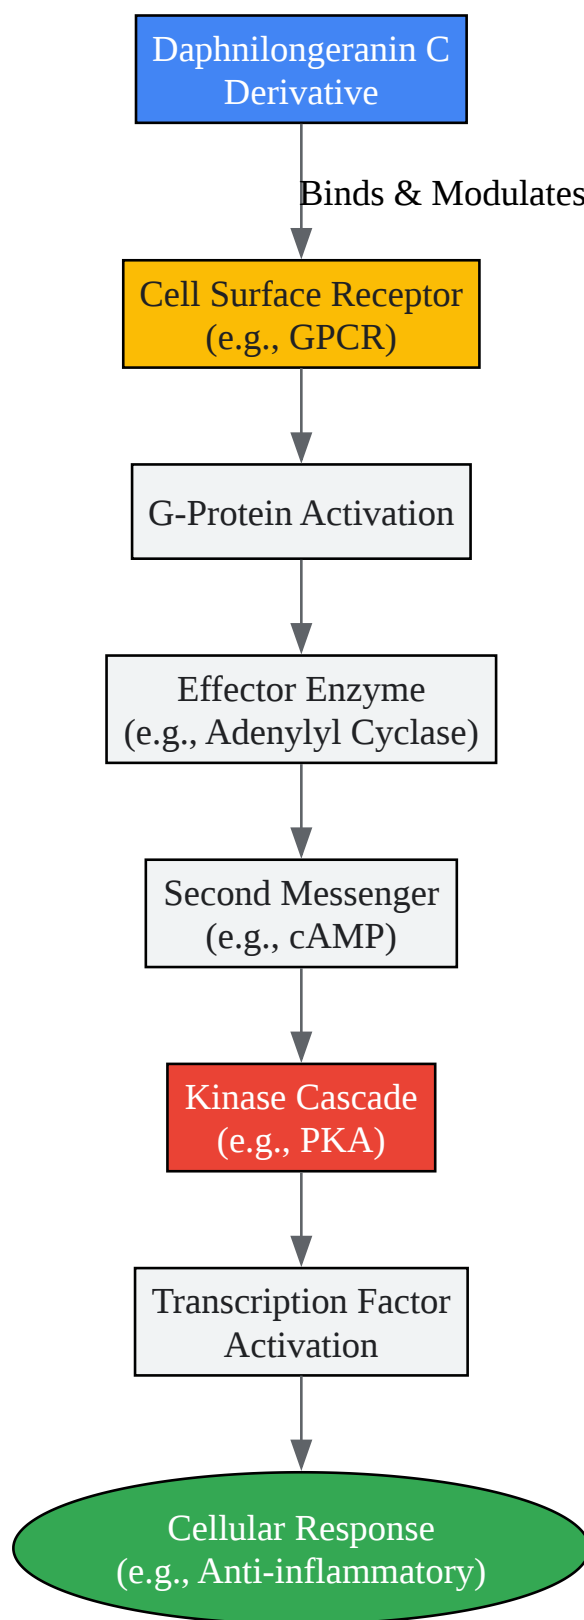 Daphnilongeranin C
Derivative
Binds & Modulates
Cell Surface Receptor
(e.g., GPCR)
G-Protein Activation
Effector Enzyme
(e.g., Adenylyl Cyclase)
Second Messenger
(e.g., cAMP)
Kinase Cascade
(e.g., PKA)
Transcription Factor
Activation
Cellular Response
(e.g., Anti-inflammatory)